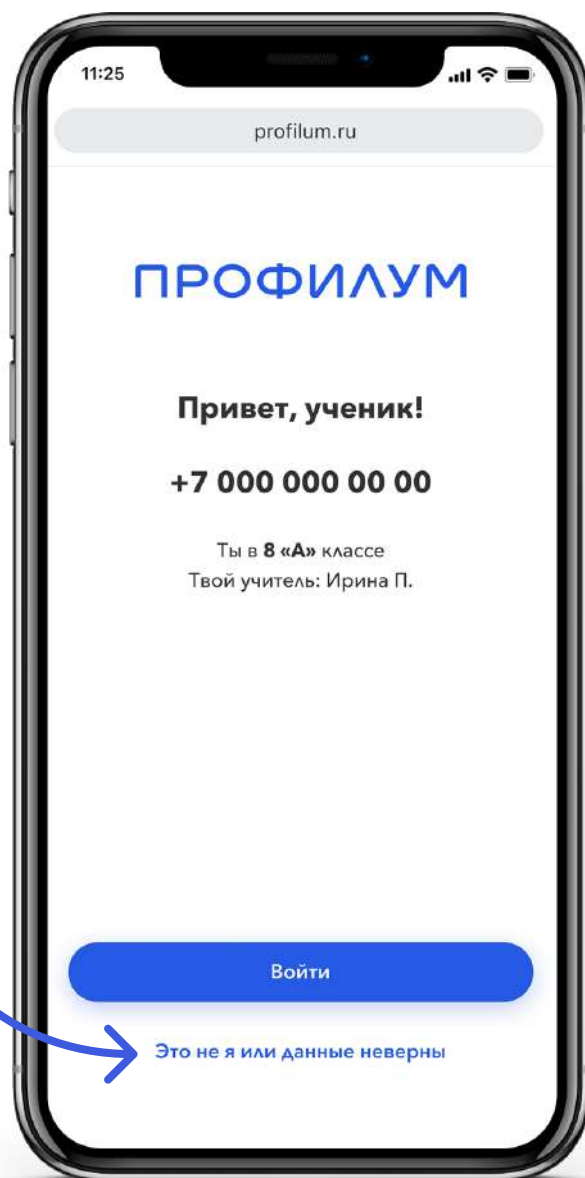 11:25
profilum.ru
ПРОФИЛУМ
Привет, ученик!
+7 000 000 00 00
Ты в 8 «А» классе
Твой учитель: Ирина П.
Войти
Это не я или данные неверны